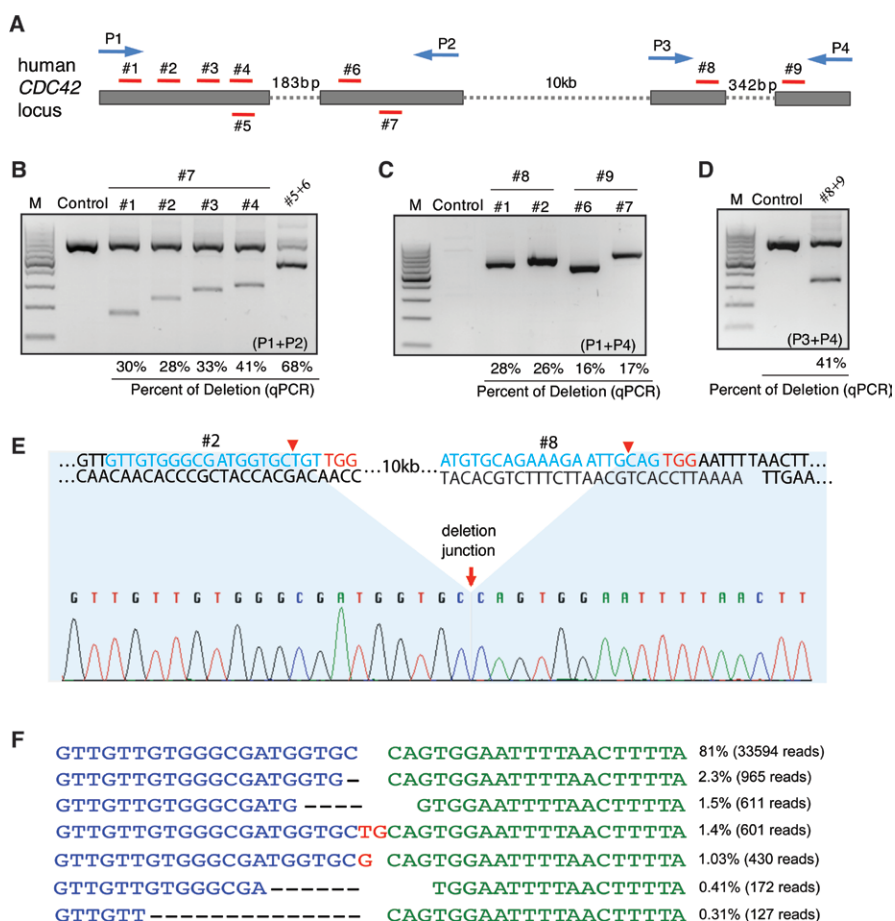 A
P1 P2 P3 P4
human CDC42 locus
#1 #2 #3 #4 #6 #8 #9
183bp 10kb 342bp
#5 #7
B
#7
M Control #1 #2 #3 #4 #5+6
(P1+P2)
30% 28% 33% 41% 68%
Percent of Deletion (qPCR)
C
#8 #9
M Control #1 #2 #6 #7
(P1+P4)
28% 26% 16% 17%
Percent of Deletion (qPCR)
D
M Control #8+9
(P3+P4)
41%
Percent of Deletion (qPCR)
E
#2 #8
...GTTGTTGTGGGCGATGGTGCTGT TGG ...10kb... ATGTGCAGAAAGA ATTGCAG TGG AATTTTAACTT...
...CAACAACACCCGCTACCACGACAACC TACACGTCTTTCTTAACGTCACCTTAAAA TTGAA...
deletion
junction
G T T G T T G T G G G C G A T G G T G C C A G T G G A A T T T T A A C T T
F
GTTGTTGTGGGCGATGGTGC CAGTGGAATTTTAACTTTTA 81% (33594 reads)
GTTGTTGTGGGCGATGGTG – CAGTGGAATTTTAACTTTTA 2.3% (965 reads)
GTTGTTGTGGGCGATG – – – – GTGGAATTTTAACTTTTA 1.5% (611 reads)
GTTGTTGTGGGCGATGGTGCTGCAGTGGAATTTTAACTTTTA 1.4% (601 reads)
GTTGTTGTGGGCGATGGTGCG CAGTGGAATTTTAACTTTTA 1.03% (430 reads)
GTTGTTGTGGGCGA – – – – – – TGGAATTTTAACTTTTA 0.41% (172 reads)
GTTGTT – – – – – – – – – – – – – – CAGTGGAATTTTAACTTTTA 0.31% (127 reads)